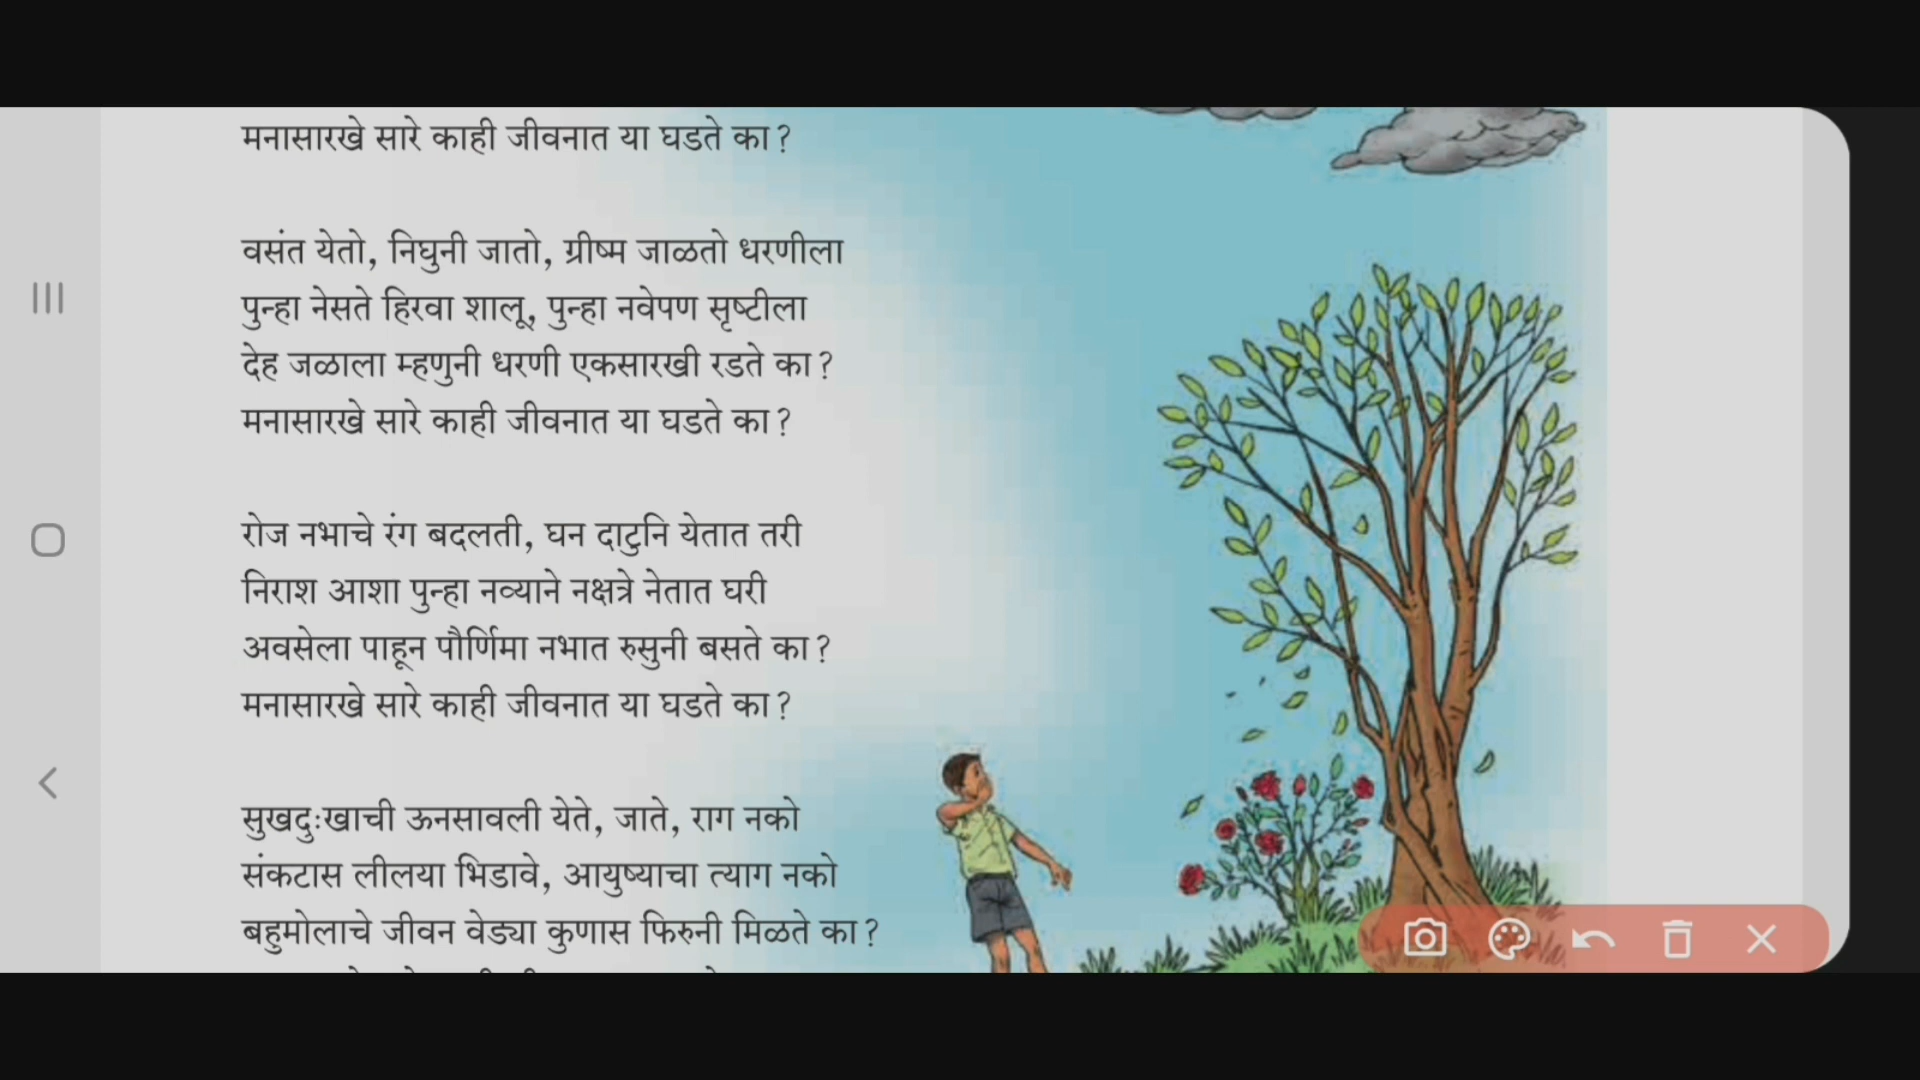 मनासारखे सारे काही जीवनात या घडते का?
वसंत येतो, निघुनी जातो, ग्रीष्म जाळतो धरणीला
पुन्हा नेसते हिरवा शालू, पुन्हा नवेपण सृष्टीला
देह जळाला म्हणुनी धरणी एकसारखी रडते का?
मनासारखे सारे काही जीवनात या घडते का?
रोज नभाचे रंग बदलती, घन दाटुनि येतात तरी
निराश आशा पुन्हा नव्याने नक्षत्रे नेतात घरी
अवसेला पाहून पौर्णिमा नभात रुसुनी बसते का?
मनासारखे सारे काही जीवनात या घडते का?
सुखदुःखाची ऊनसावली येते, जाते, राग नको
संकटास लीलया भिडावे, आयुष्याचा त्याग नको
बहुमोलाचे जीवन वेड्या कुणास फिरुनी मिळते का?